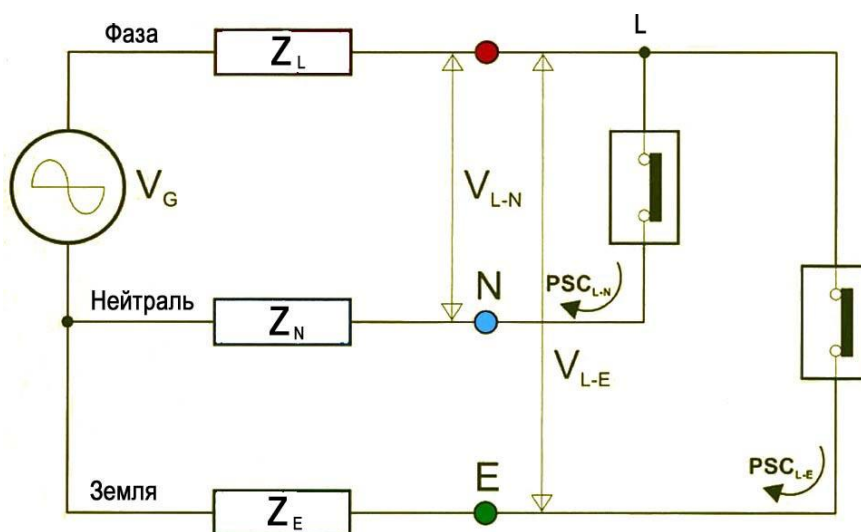 Фаза
Z L
L
V G
V L-N
Нейтраль
Z N
N
PSC L-N
V L-E
PSC L-E
Земля
Z E
E